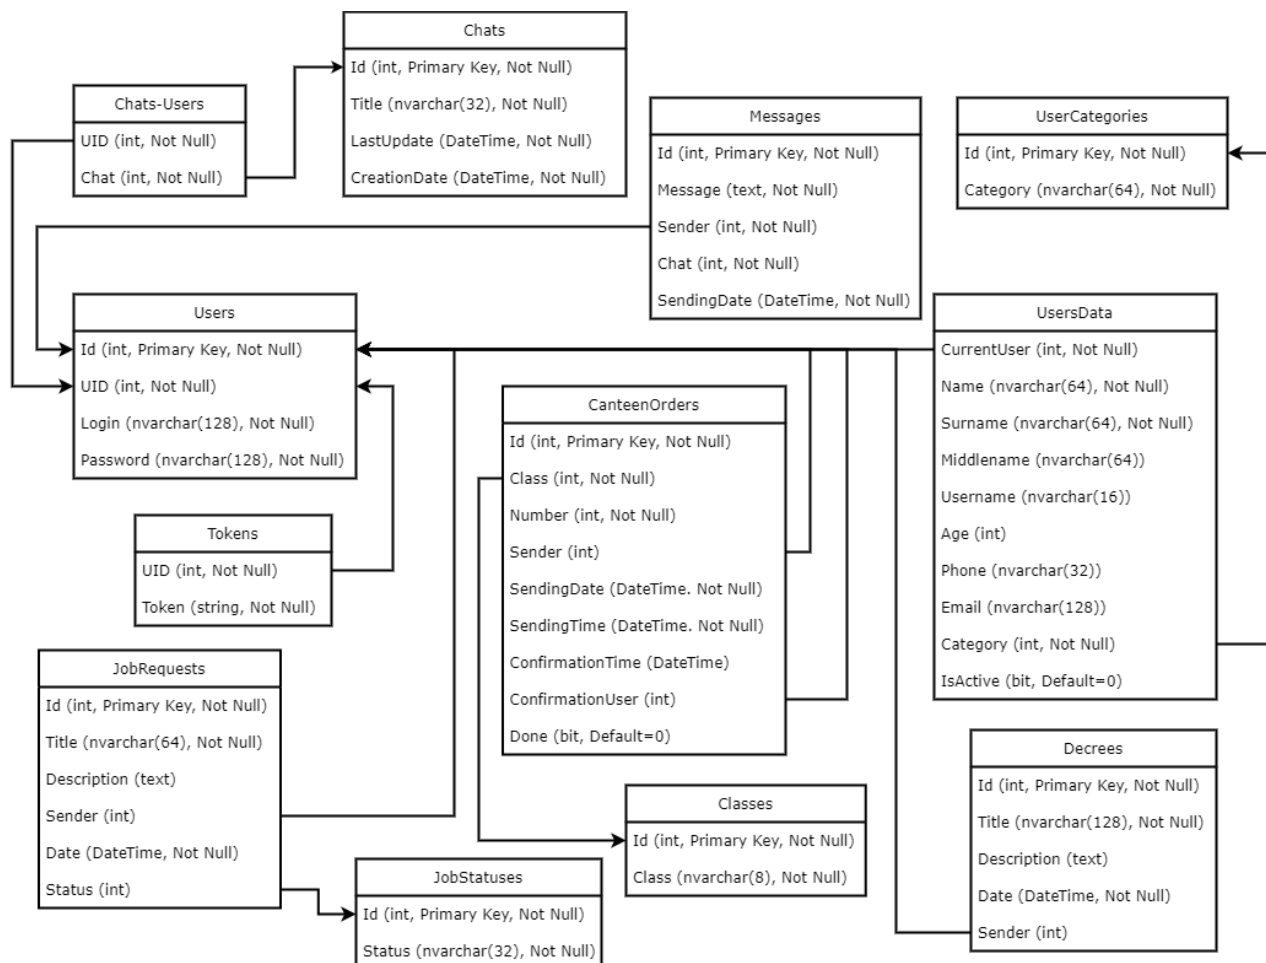 Chats
Id (int, Primary Key, Not Null)
Title (nvarchar(32), Not Null)
LastUpdate (DateTime, Not Null)
CreationDate (DateTime, Not Null)
Chats-Users
UID (int, Not Null)
Chat (int, Not Null)
Messages
Id (int, Primary Key, Not Null)
Message (text, Not Null)
Sender (int, Not Null)
Chat (int, Not Null)
SendingDate (DateTime, Not Null)
UserCategories
Id (int, Primary Key, Not Null)
Category (nvarchar(64), Not Null)
Users
Id (int, Primary Key, Not Null)
UID (int, Not Null)
Login (nvarchar(128), Not Null)
Password (nvarchar(128), Not Null)
UsersData
CurrentUser (int, Not Null)
Name (nvarchar(64), Not Null)
Surname (nvarchar(64), Not Null)
Middlename (nvarchar(64))
Username (nvarchar(16))
Age (int)
Phone (nvarchar(32))
Email (nvarchar(128))
Category (int, Not Null)
IsActive (bit, Default=0)
CanteenOrders
Id (int, Primary Key, Not Null)
Class (int, Not Null)
Number (int, Not Null)
Sender (int)
SendingDate (DateTime. Not Null)
SendingTime (DateTime. Not Null)
ConfirmationTime (DateTime)
ConfirmationUser (int)
Done (bit, Default=0)
Tokens
UID (int, Not Null)
Token (string, Not Null)
JobRequests
Id (int, Primary Key, Not Null)
Title (nvarchar(64), Not Null)
Description (text)
Sender (int)
Date (DateTime, Not Null)
Status (int)
Decrees
Id (int, Primary Key, Not Null)
Title (nvarchar(128), Not Null)
Description (text)
Date (DateTime, Not Null)
Sender (int)
Classes
Id (int, Primary Key, Not Null)
Class (nvarchar(8), Not Null)
JobStatuses
Id (int, Primary Key, Not Null)
Status (nvarchar(32), Not Null)